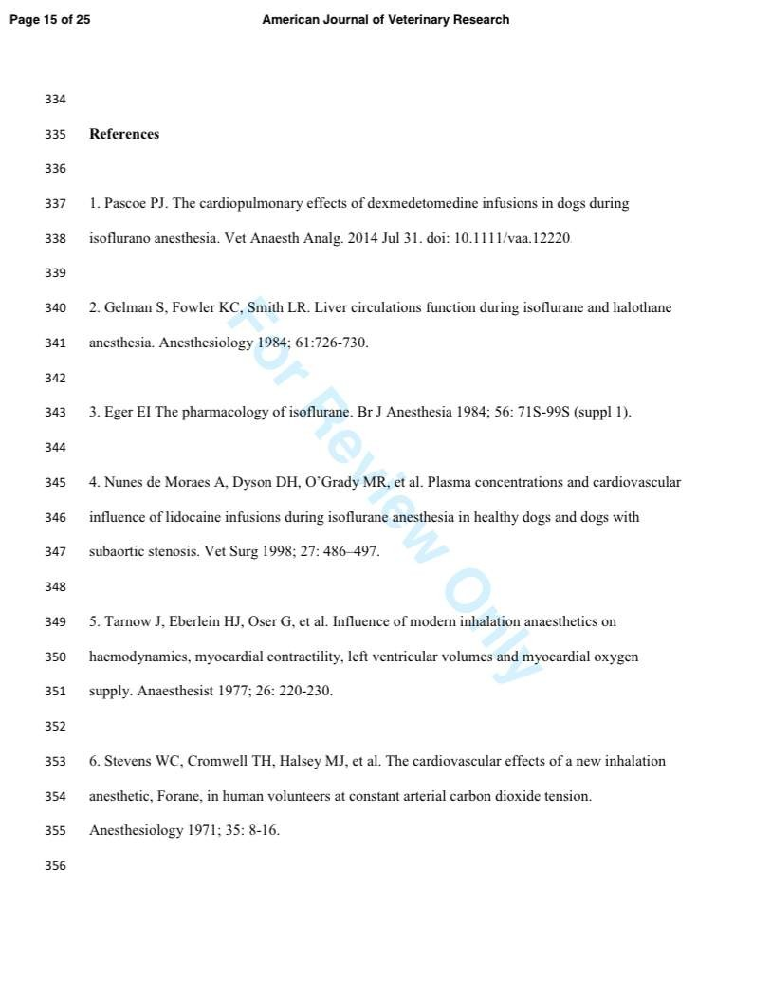 Page 15 of 25 American Journal of Veterinary Research
334
335 References
336
337 1. Pascoe PJ. The cardiopulmonary effects of dexmedetomedine infusions in dogs during
338 isoflurano anesthesia. Vet Anaesth Analg. 2014 Jul 31. doi: 10.1111/vaa.12220.
339
340 2. Gelman S, Fowler KC, Smith LR. Liver circulations function during isoflurane and halothane
341 anesthesia. Anesthesiology 1984; 61:726-730.
342
343 3. Eger EI The pharmacology of isoflurane. Br J Anesthesia 1984; 56: 71S-99S (suppl 1).
344
345 4. Nunes de Moraes A, Dyson DH, O’Grady MR, et al. Plasma concentrations and cardiovascular
346 influence of lidocaine infusions during isoflurane anesthesia in healthy dogs and dogs with
347 subaortic stenosis. Vet Surg 1998; 27: 486–497.
348
349 5. Tarnow J, Eberlein HJ, Oser G, et al. Influence of modern inhalation anaesthetics on
350 haemodynamics, myocardial contractility, left ventricular volumes and myocardial oxygen
351 supply. Anaesthesist 1977; 26: 220-230.
352
353 6. Stevens WC, Cromwell TH, Halsey MJ, et al. The cardiovascular effects of a new inhalation
354 anesthetic, Forane, in human volunteers at constant arterial carbon dioxide tension.
355 Anesthesiology 1971; 35: 8-16.
356
For Review Only